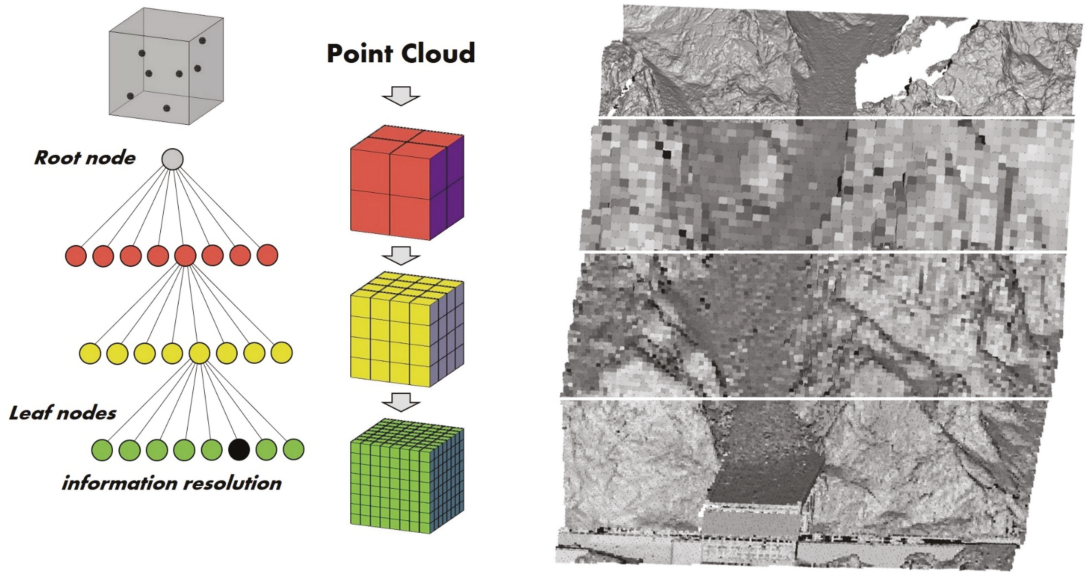 Point Cloud
Root node
Leaf nodes
information resolution